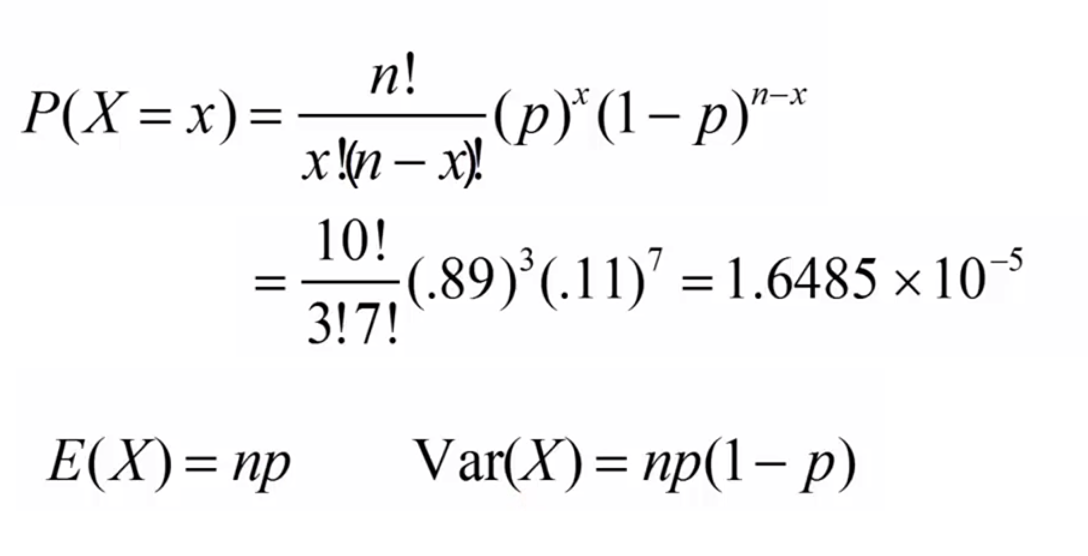 P(X = x) = n! / x!(n − x)! (p)^x (1 − p)^{n−x}
= 10! / 3!7! (.89)^3 (.11)^7 = 1.6485 × 10^{−5}
E(X) = np Var(X) = np(1 − p)